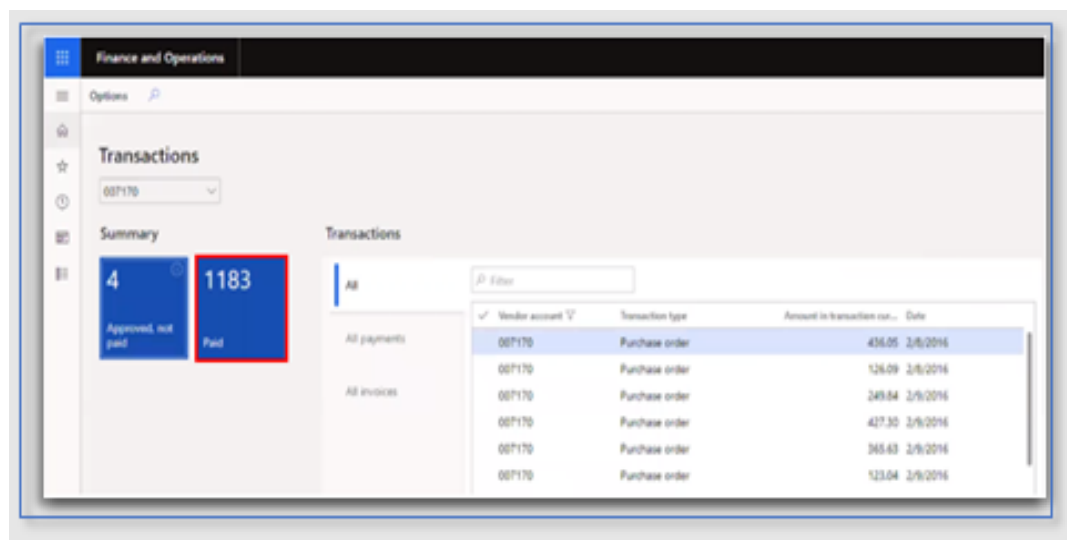 Finance and Operations
Options
Transactions
007170
Summary
Transactions
4
Approved, not
paid
1183
Paid
All
All payments
All invoices
Filter
Vendor account Transaction type Amount in transaction cur... Date
007170 Purchase order 436.05 2/8/2016
007170 Purchase order 126.09 2/8/2016
007170 Purchase order 249.84 2/9/2016
007170 Purchase order 427.30 2/9/2016
007170 Purchase order 365.63 2/9/2016
007170 Purchase order 123.04 2/9/2016